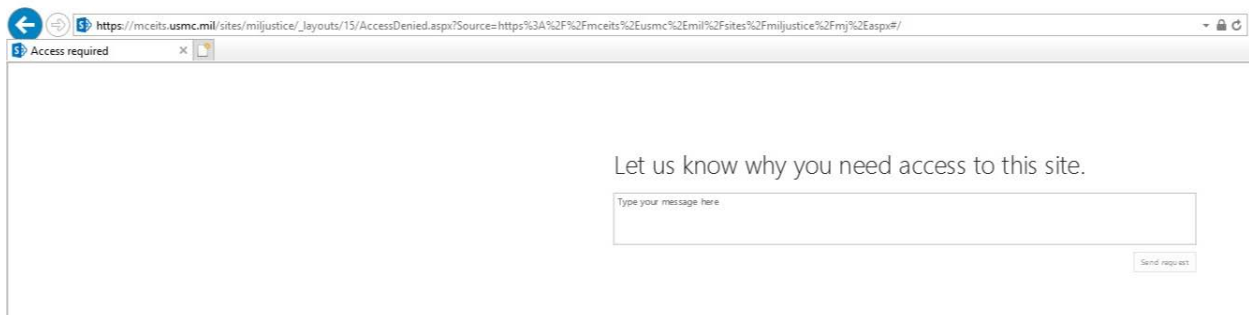 https://mceits.usmc.mil/sites/miljustice/_layouts/15/AccessDenied.aspx?Source=https%3A%2F%2Fmceits%2Eusmc%2Emil%2Fsites%2Fmiljustice%2Fmj%2Easpx#/
Access required
Let us know why you need access to this site.
Type your message here
Send request